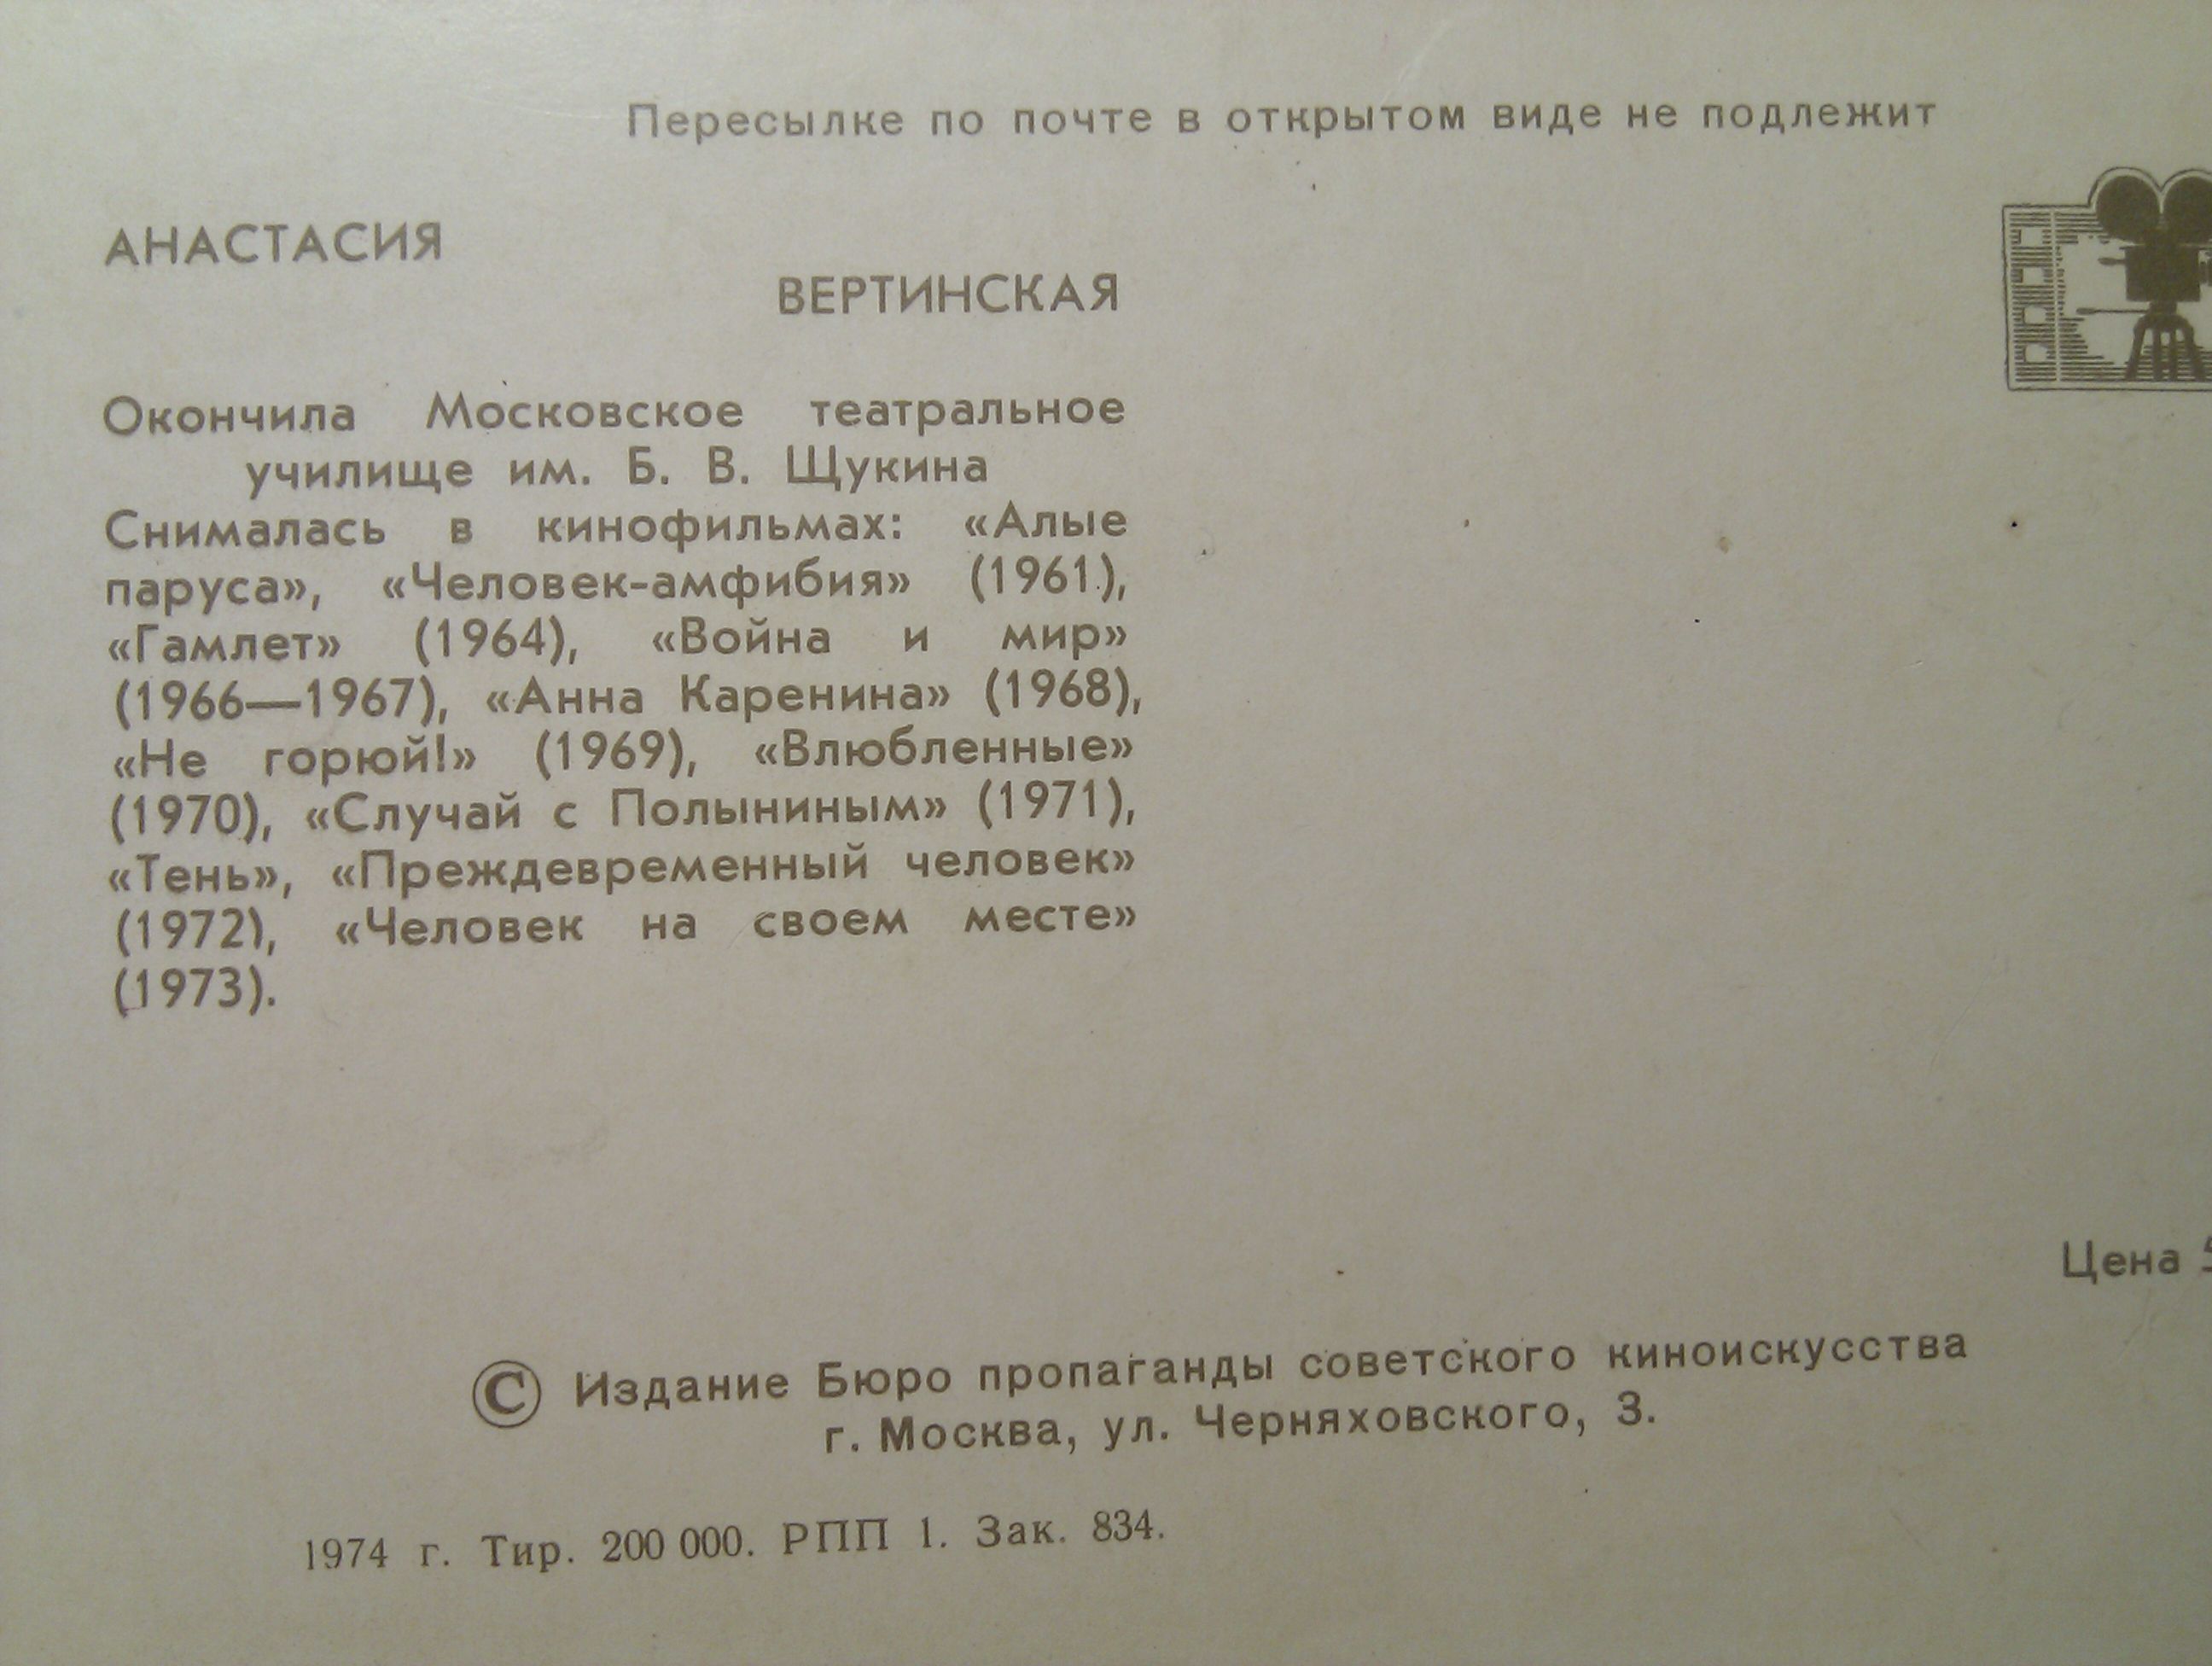 Пересылке по почте в открытом виде не подлежит
АНАСТАСИЯ
ВЕРТИНСКАЯ
Окончила Московское театральное
училище им. Б. В. Щукина
Снималась в кинофильмах: «Алые
паруса», «Человек-амфибия» (1961),
«Гамлет» (1964), «Война и мир»
(1966—1967), «Анна Каренина» (1968),
«Не горюй!» (1969), «Влюбленные»
(1970), «Случай с Полыниным» (1971),
«Тень», «Преждевременный человек»
(1972), «Человек на своем месте»
(1973).
Цена
© Издание Бюро пропаганды советского киноискусства
г. Москва, ул. Черняховского, 3.
1974 г. Тир. 200 000. РПП 1. Зак. 834.